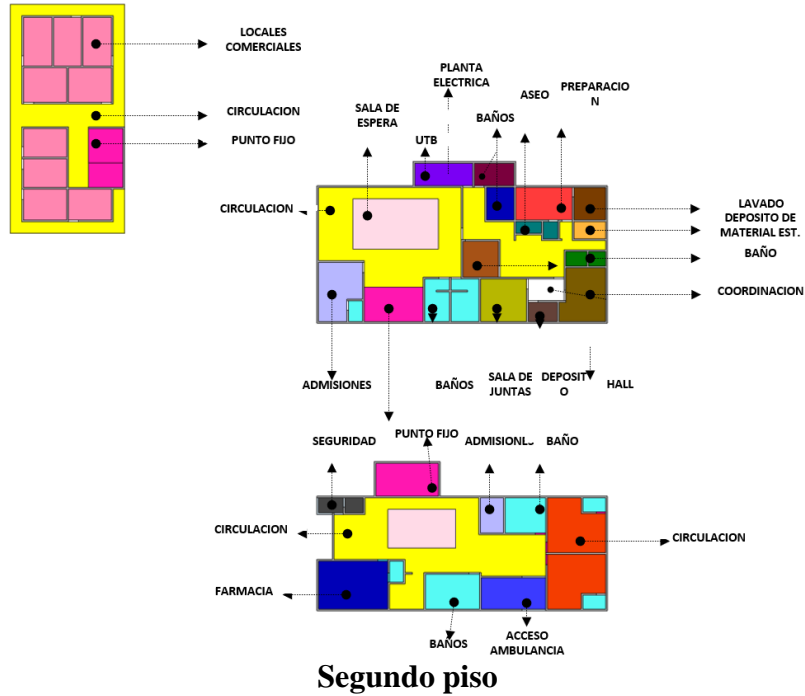 LOCALES
COMERCIALES
CIRCULACION
PUNTO FIJO
PLANTA
ELECTRICA
SALA DE
ESPERA
UTB
BAÑOS
ASEO
PREPARACIO
N
CIRCULACION
LAVADO
DEPOSITO DE
MATERIAL EST.
BAÑO
COORDINACION
ADMISIONES
BAÑOS
SALA DE
JUNTAS
DEPOSIT
O
HALL
SEGURIDAD
PUNTO FIJO
BAÑO
CIRCULACION
CIRCULACION
FARMACIA
BAÑOS
ACCESO
AMBULANCIA
Segundo piso